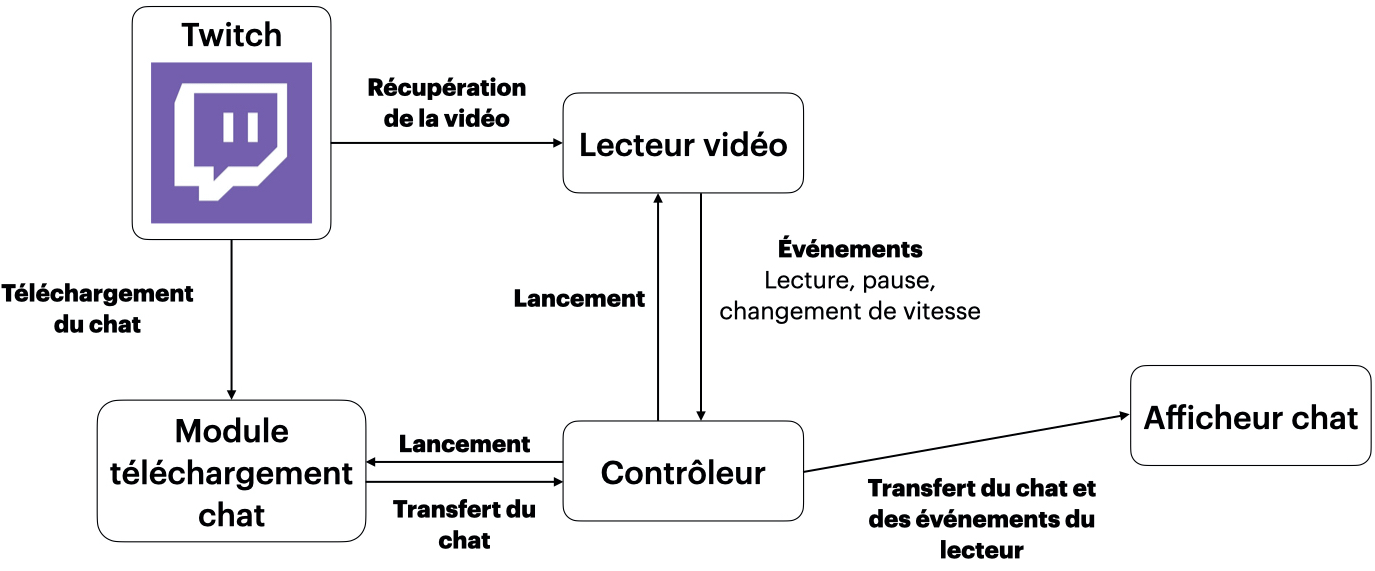 Twitch
Récupération
de la vidéo
Lecteur vidéo
Téléchargement
du chat
Lancement
Événements
Lecture, pause,
changement de vitesse
Module
téléchargement
chat
Lancement
Transfert du
chat
Contrôleur
Afficheur chat
Transfert du chat et
des événements du
lecteur